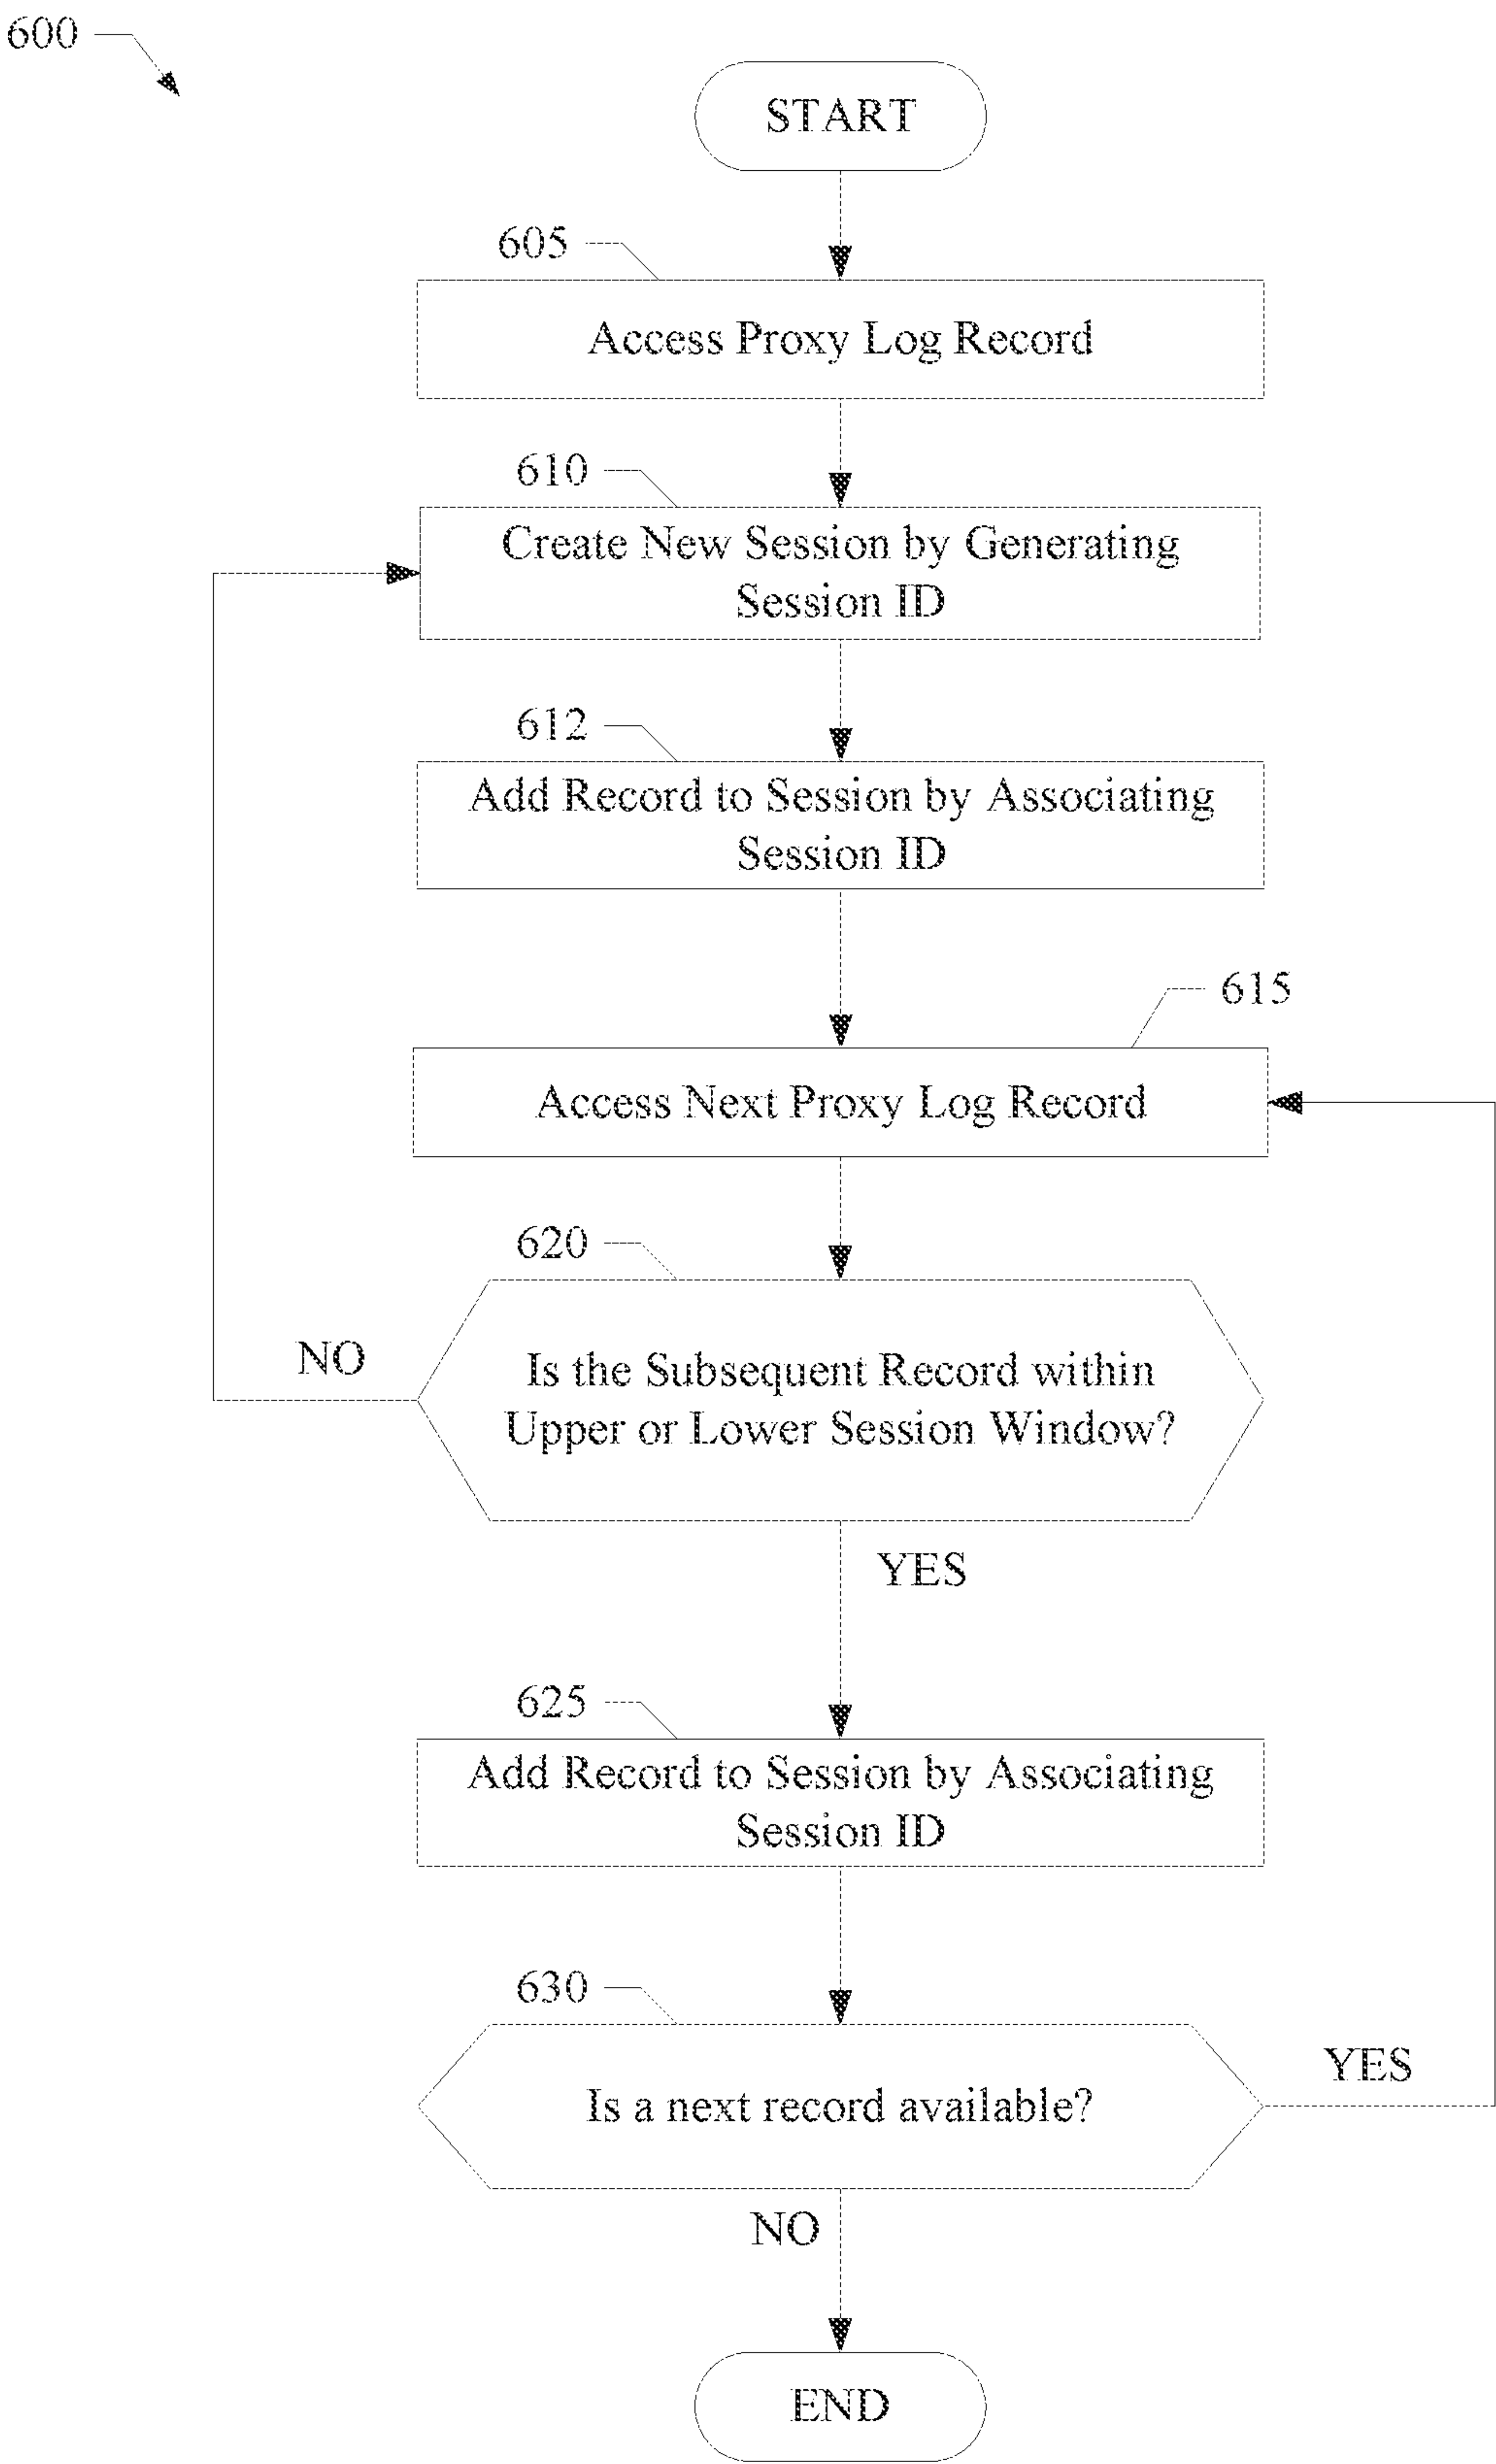 600
START
605
Access Proxy Log Record
610
Create New Session by Generating
Session ID
612
Add Record to Session by Associating
Session ID
615
Access Next Proxy Log Record
620
Is the Subsequent Record within
Upper or Lower Session Window?
NO
YES
625
Add Record to Session by Associating
Session ID
630
Is a next record available?
YES
NO
END